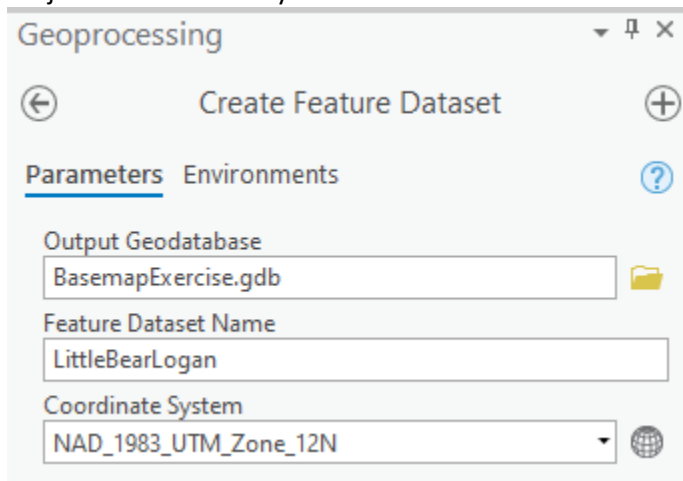 Geoprocessing
Create Feature Dataset
Parameters Environments
Output Geodatabase
BasemapExercise.gdb
Feature Dataset Name
LittleBearLogan
Coordinate System
NAD_1983_UTM_Zone_12N